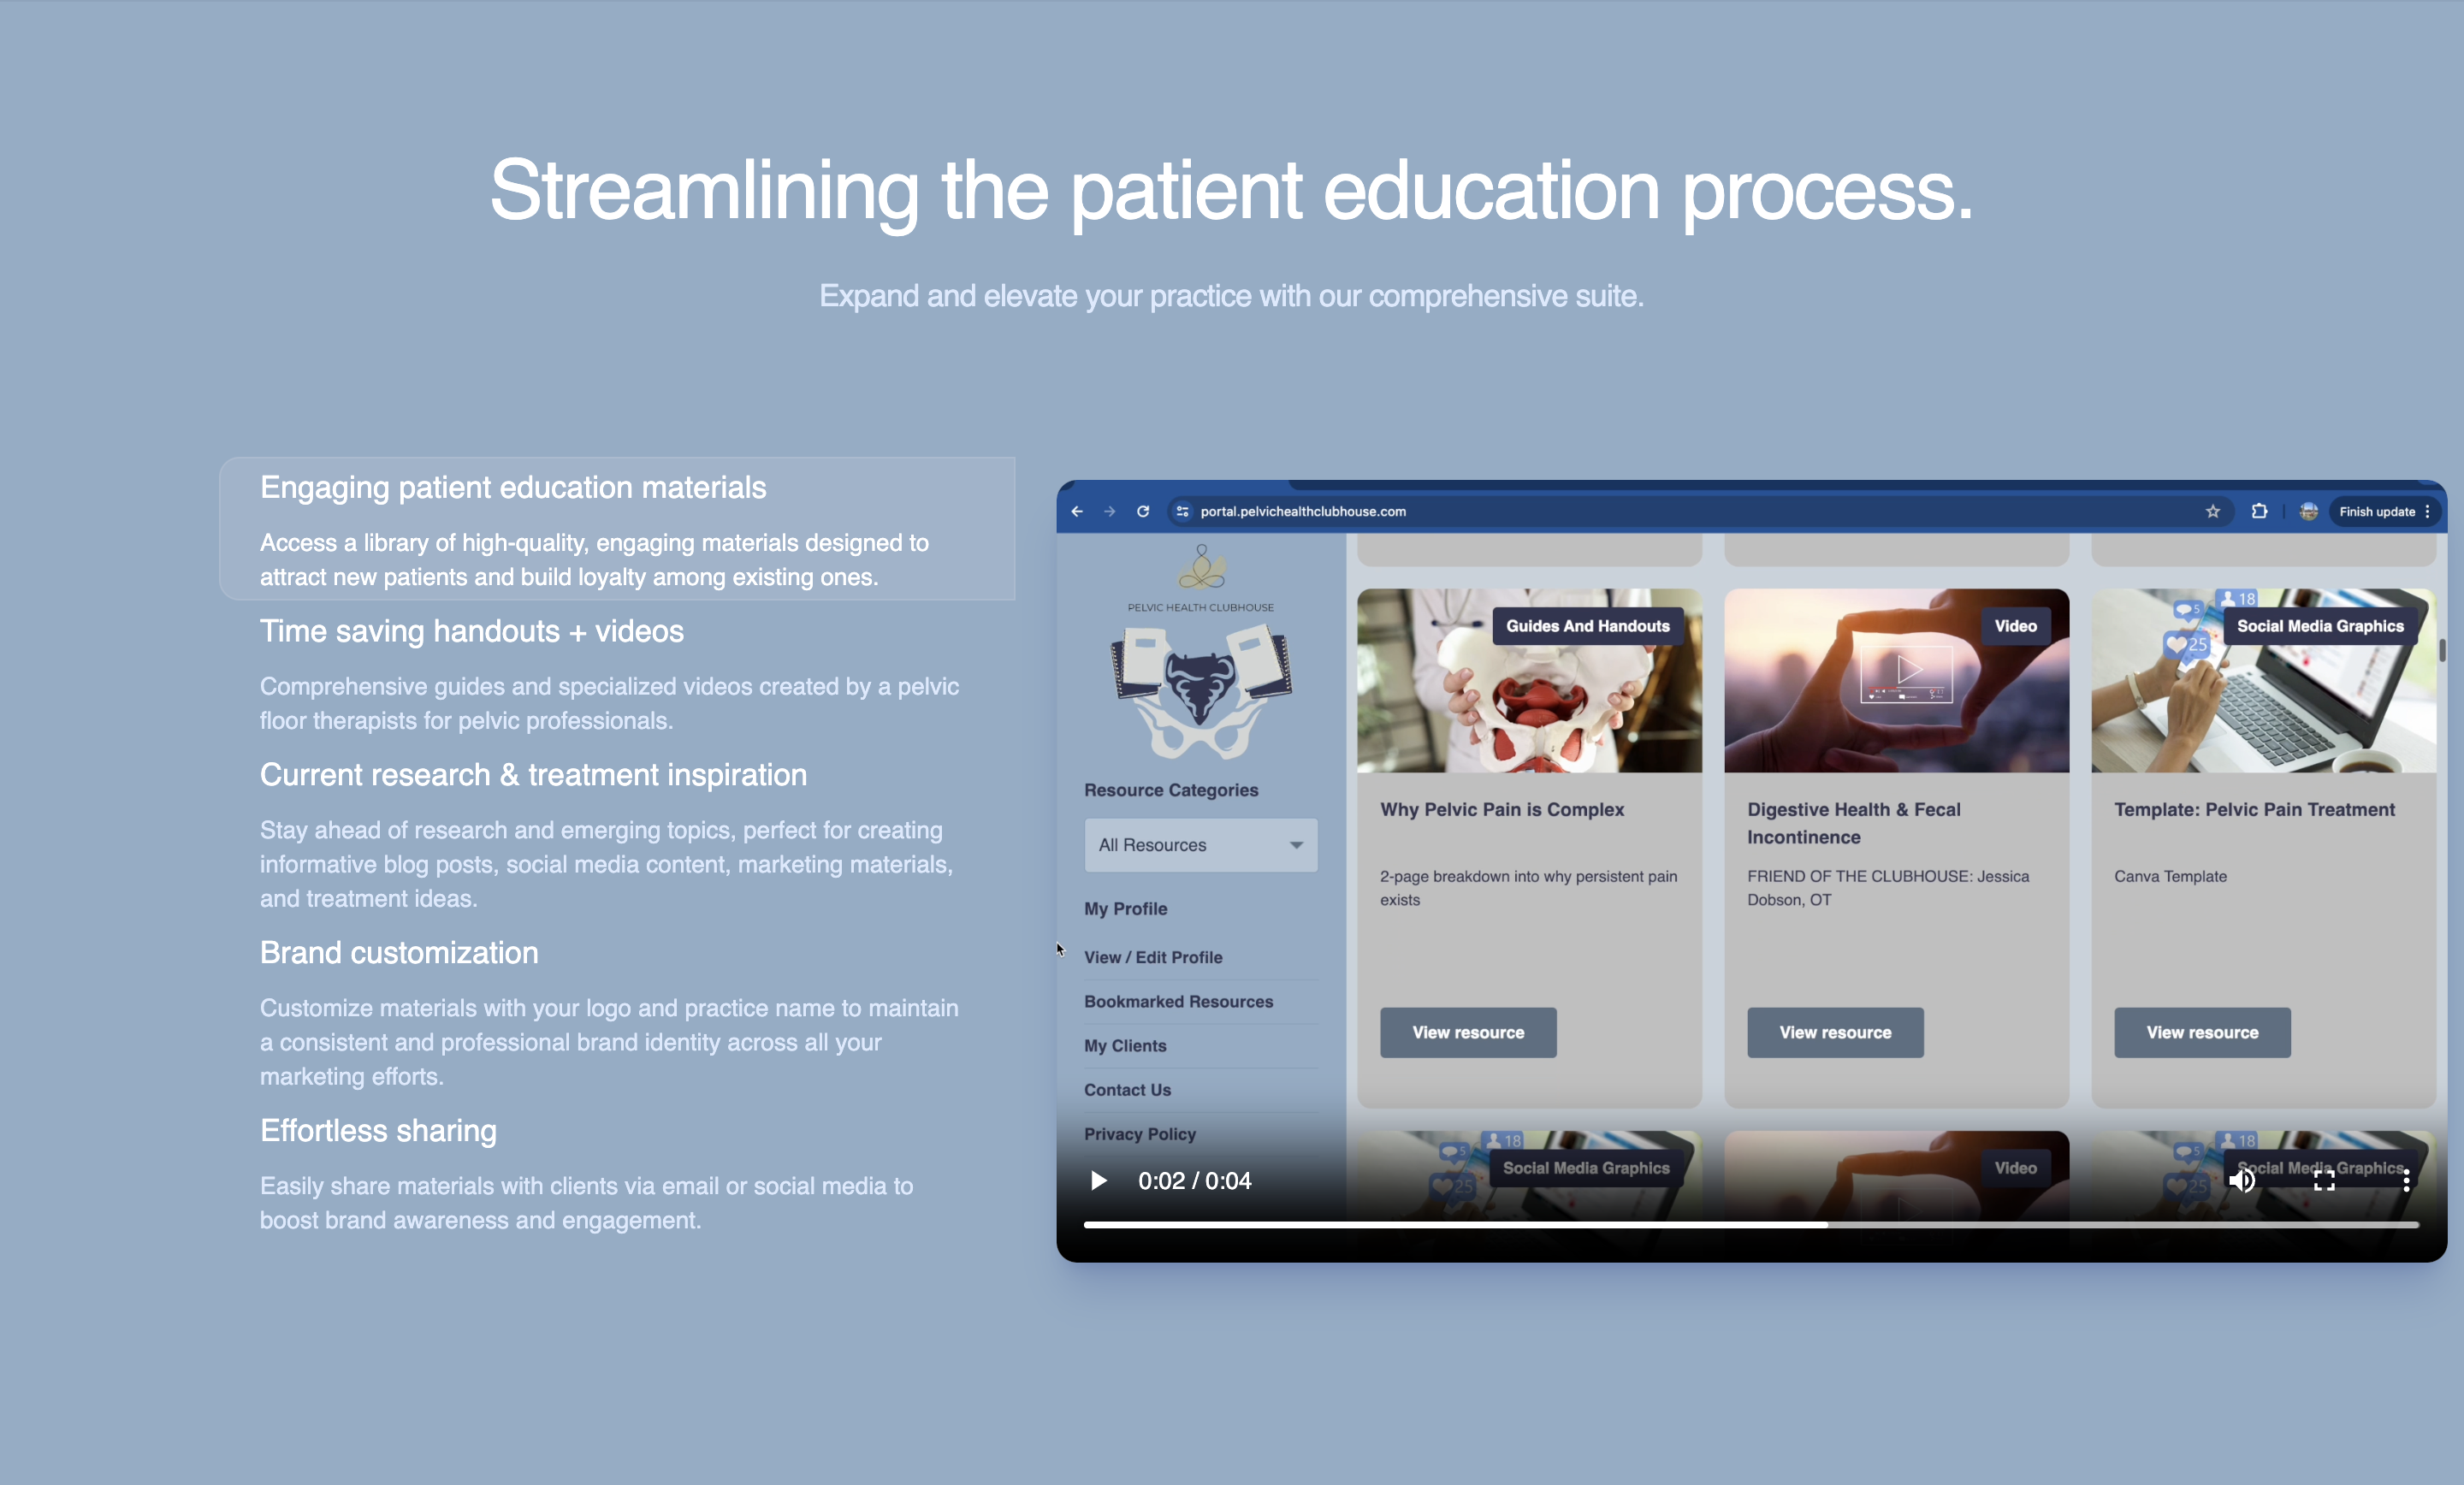 Streamlining the patient education process.
Expand and elevate your practice with our comprehensive suite.
Engaging patient education materials
Access a library of high-quality, engaging materials designed to
attract new patients and build loyalty among existing ones.
Time saving handouts + videos
Comprehensive guides and specialized videos created by a pelvic
floor therapists for pelvic professionals.
Current research & treatment inspiration
Stay ahead of research and emerging topics, perfect for creating
informative blog posts, social media content, marketing materials,
and treatment ideas.
Brand customization
Customize materials with your logo and practice name to maintain
a consistent and professional brand identity across all your
marketing efforts.
Effortless sharing
Easily share materials with clients via email or social media to
boost brand awareness and engagement.
portal.pelvichealthclubhouse.com
Finish update
PELVIC HEALTH CLUBHOUSE
Resource Categories
All Resources
My Profile
View / Edit Profile
Bookmarked Resources
My Clients
Contact Us
Privacy Policy
Guides And Handouts
Why Pelvic Pain is Complex
2-page breakdown into why persistent pain
exists
View resource
Video
Digestive Health & Fecal
Incontinence
FRIEND OF THE CLUBHOUSE: Jessica
Dobson, OT
View resource
5 18
25
Social Media Graphics
Template: Pelvic Pain Treatment
Canva Template
View resource
5 18
25
Social Media Graphics
Video
5 18
25
Social Media Graphics
0:02 / 0:04